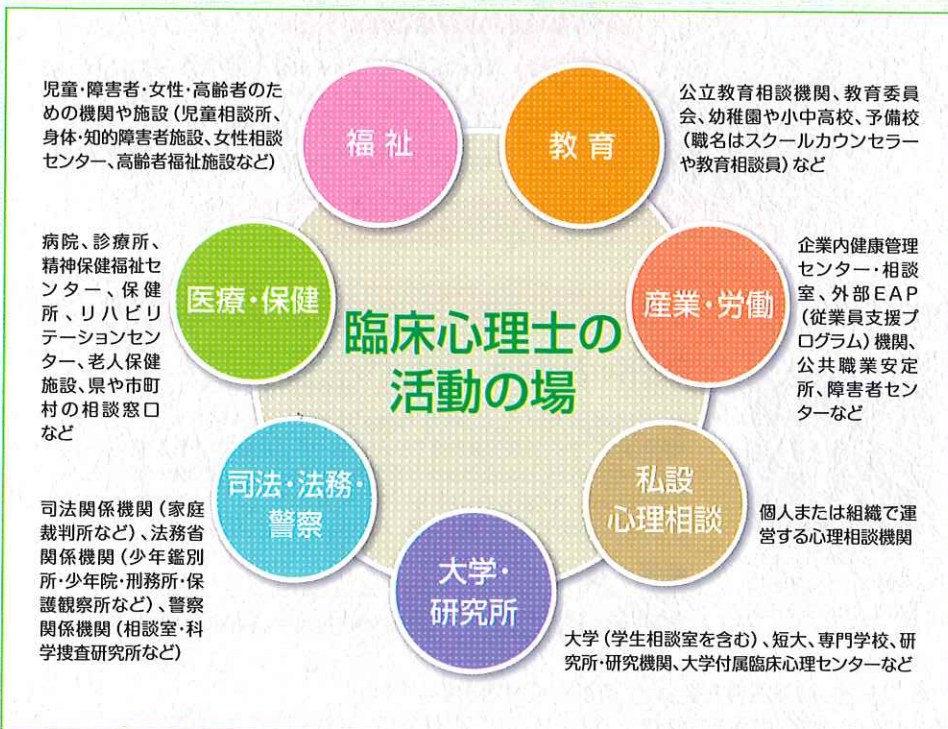 臨床心理士の
活動の場
福祉
児童・障害者・女性・高齢者のた
めの機関や施設(児童相談所、
身体・知的障害者施設、女性相談
センター、高齢者福祉施設など)
教育
公立教育相談機関、教育委員
会、幼稚園や小中高校、予備校
(職名はスクールカウンセラー
や教育相談員)など
医療・保健
病院、診療所、
精神保健福祉セ
ンター、保健
所、リハビリ
テーションセン
ター、老人保健
施設、県や市町
村の相談窓口
など
産業・労働
企業内健康管理
センター・相談
室、外部EAP
(従業員支援プ
ログラム)機関、
公共職業安定
所、障害者セン
ターなど
司法・法務・
警察
司法関係機関(家庭
裁判所など)、法務省
関係機関(少年鑑別
所・少年院・刑務所・保
護観察所など)、警察
関係機関(相談室・科
学捜査研究所など)
私設
心理相談
個人または組織で運
営する心理相談機関
大学・
研究所
大学(学生相談室を含む)、短大、専門学校、研
究所・研究機関、大学付属臨床心理センターなど